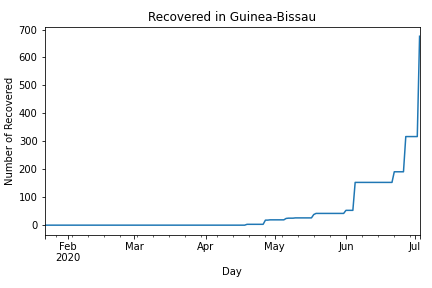 Recovered in Guinea-Bissau
Number of Recovered
700
600
500
400
300
200
100
0
Feb
2020
Mar
Apr
May
Jun
Jul
Day